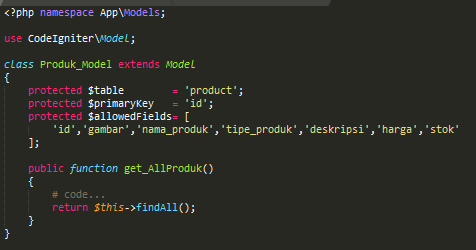 <?php namespace App\Models;
use CodeIgniter\Model;
class Produk_Model extends Model
{
protected $table = 'product';
protected $primaryKey = 'id';
protected $allowedFields= [
'id','gambar','nama_produk','tipe_produk','deskripsi','harga','stok'
];
public function get_AllProduk()
{
# code...
return $this->findAll();
}
}